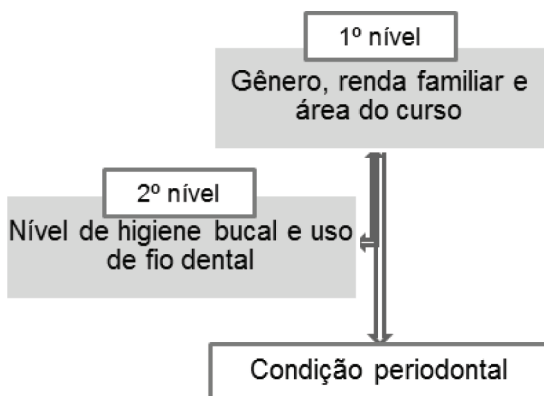 1º nível
Gênero, renda familiar e
área do curso
2º nível
Nível de higiene bucal e uso
de fio dental
Condição periodontal